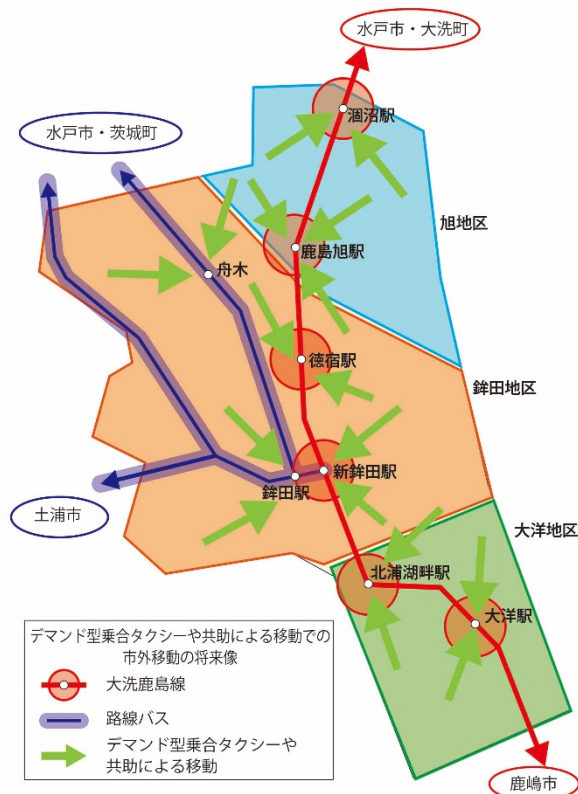 水戸市・大洗町
涸沼駅
水戸市・茨城町
旭地区
鹿島旭駅
舟木
徳宿駅
鉾田地区
新鉾田駅
鉾田駅
土浦市
大洋地区
北浦湖畔駅
大洋駅
デマンド型乗合タクシーや共助による移動での
市外移動の将来像
大洗鹿島線
路線バス
デマンド型乗合タクシーや
共助による移動
鹿嶋市